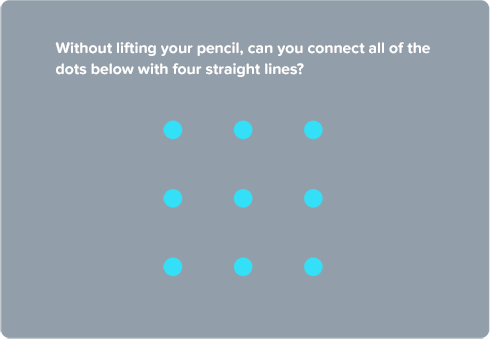 Without lifting your pencil, can you connect all of the
dots below with four straight lines?